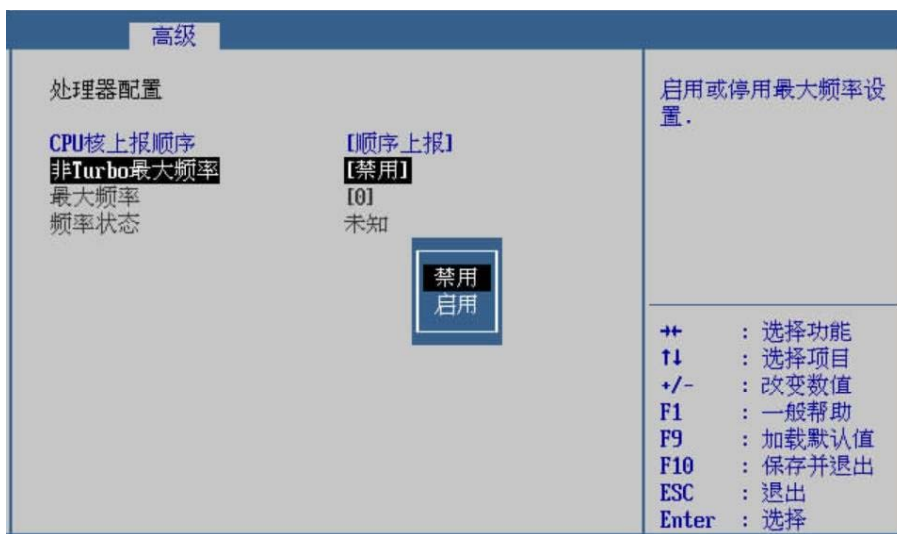 高级
处理器配置
CPU核上报顺序 [顺序上报]
非Turbo最大频率 [禁用]
最大频率 [0]
频率状态 未知
禁用
启用
启用或停用最大频率设
置.
→← : 选择功能
↑↓ : 选择项目
+/- : 改变数值
F1 : 一般帮助
F9 : 加载默认值
F10 : 保存并退出
ESC : 退出
Enter : 选择